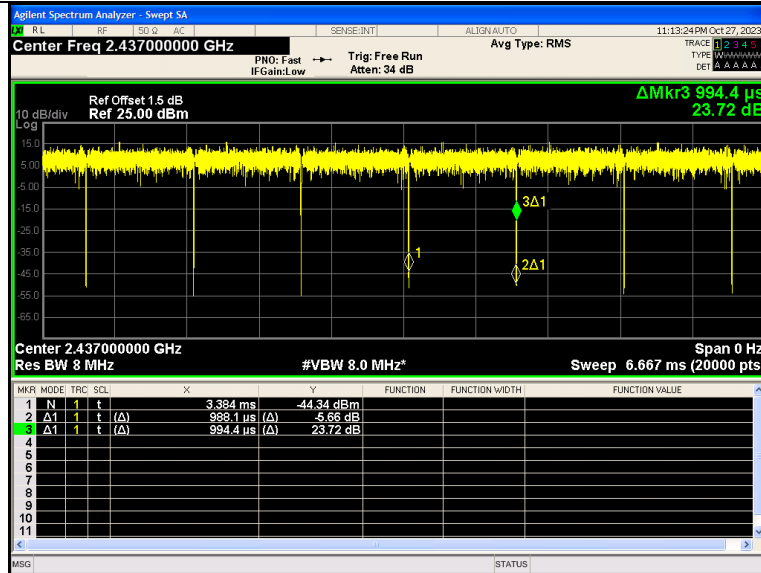 Agilent Spectrum Analyzer - Swept SA
LXI RL RF 50 Ω AC SENSE:INT ALIGN AUTO 11:13:24 PM Oct 27, 2023
Center Freq 2.437000000 GHz Avg Type: RMS TRACE 1 2 3 4 5
PNO: Fast Trig: Free Run TYPE WWWWWW
IFGain:Low Atten: 34 dB DET A A A A A
ΔMkr3 994.4 µs
23.72 dB
Ref Offset 1.5 dB
10 dB/div Ref 25.00 dBm
Log
15.0
5.00
-5.00
-15.0
-25.0
-35.0
-45.0
-55.0
-65.0
3Δ1
1
2Δ1
Center 2.437000000 GHz Span 0 Hz
Res BW 8 MHz #VBW 8.0 MHz* Sweep 6.667 ms (20000 pts
MKR MODE TRC SCL X Y FUNCTION FUNCTION WIDTH FUNCTION VALUE
1 N 1 t 3.384 ms -44.34 dBm
2 Δ1 1 t (Δ) 988.1 µs (Δ) -5.66 dB
3 Δ1 1 t (Δ) 994.4 µs (Δ) 23.72 dB
4
5
6
7
8
9
10
11
MSG STATUS